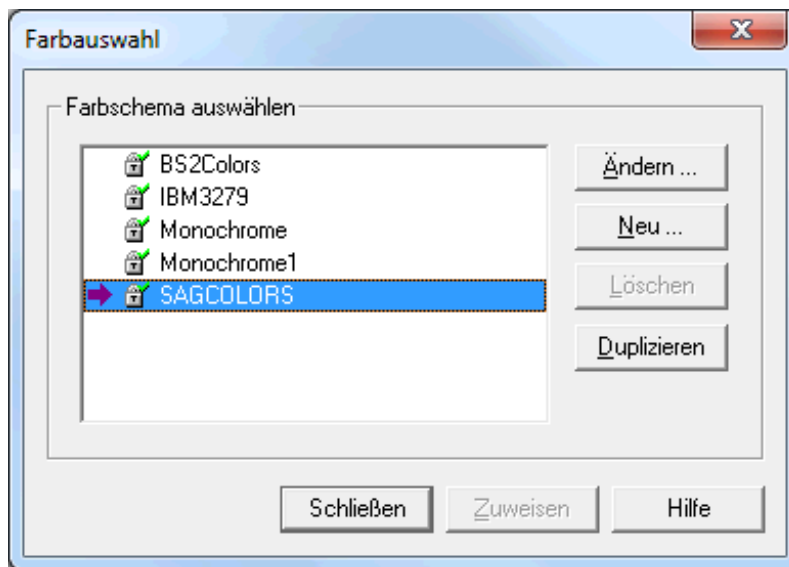 Farbauswahl
Farbschema auswählen
BS2Colors
IBM3279
Monochrome
Monochrome1
SAGCOLORS
Ändern ...
Neu ...
Löschen
Duplizieren
Schließen
Zuweisen
Hilfe